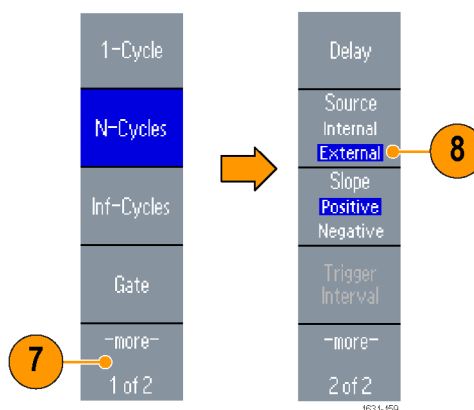 1-Cycle
N-Cycles
Inf-Cycles
Gate
-more-
1 of 2
7
Delay
Source
Internal
External
8
Slope
Positive
Negative
Trigger
Interval
-more-
2 of 2
1631-159